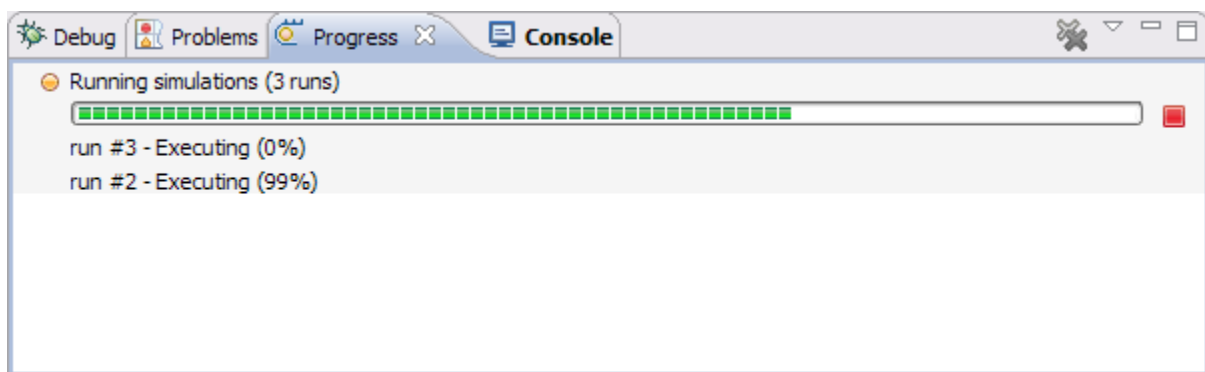 Debug Problems Progress Console
Running simulations (3 runs)
run #3 - Executing (0%)
run #2 - Executing (99%)